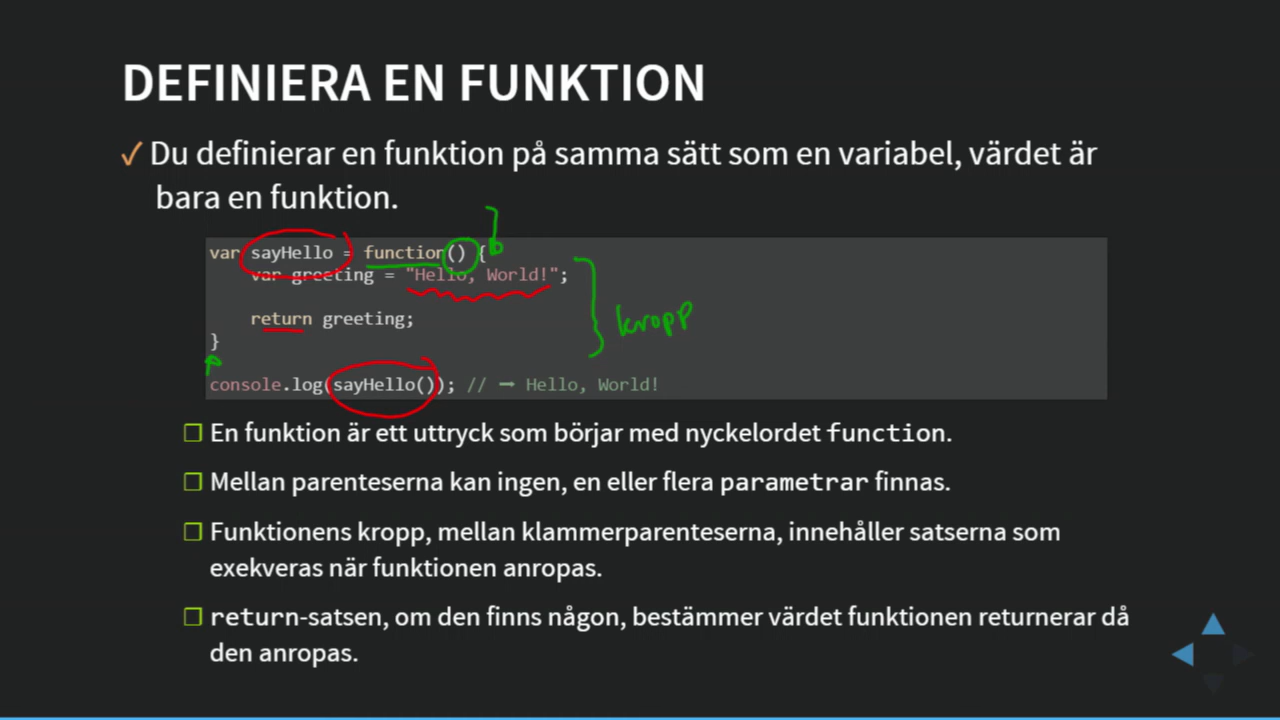 DEFINIERA EN FUNKTION
✓ Du definierar en funktion på samma sätt som en variabel, värdet är
bara en funktion.
var sayHello = function() {
var greeting = "Hello, World!";
return greeting;
kropp
}
console.log(sayHello()); // ➡ Hello, World!
❐ En funktion är ett uttryck som börjar med nyckelordet function.
❐ Mellan parenteserna kan ingen, en eller flera parametrar finnas.
❐ Funktionens kropp, mellan klammerparenteserna, innehåller satserna som
exekveras när funktionen anropas.
❐ return-satsen, om den finns någon, bestämmer värdet funktionen returnerar då
den anropas.